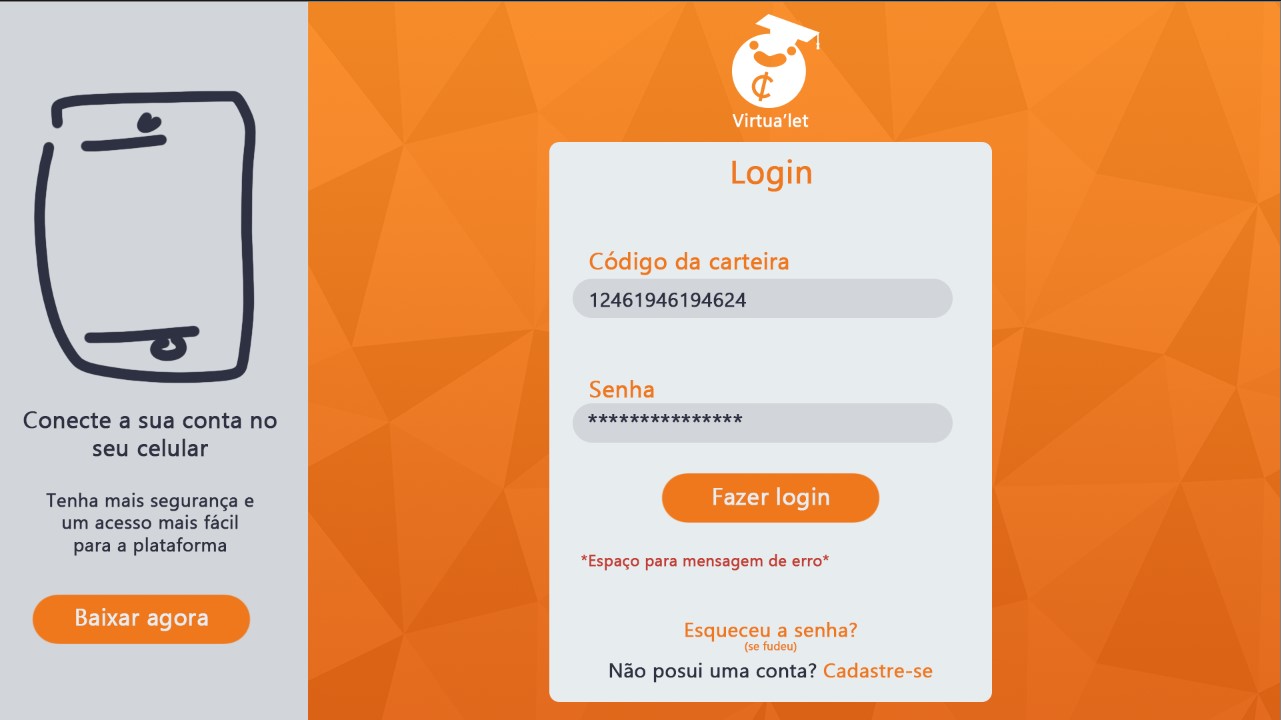 Conecte a sua conta no
seu celular
Tenha mais segurança e
um acesso mais fácil
para a plataforma
Baixar agora
₵
Virtua'let
Login
Código da carteira
12461946194624
Senha
***************
Fazer login
*Espaço para mensagem de erro*
Esqueceu a senha?
(se fudeu)
Não posui uma conta? Cadastre-se